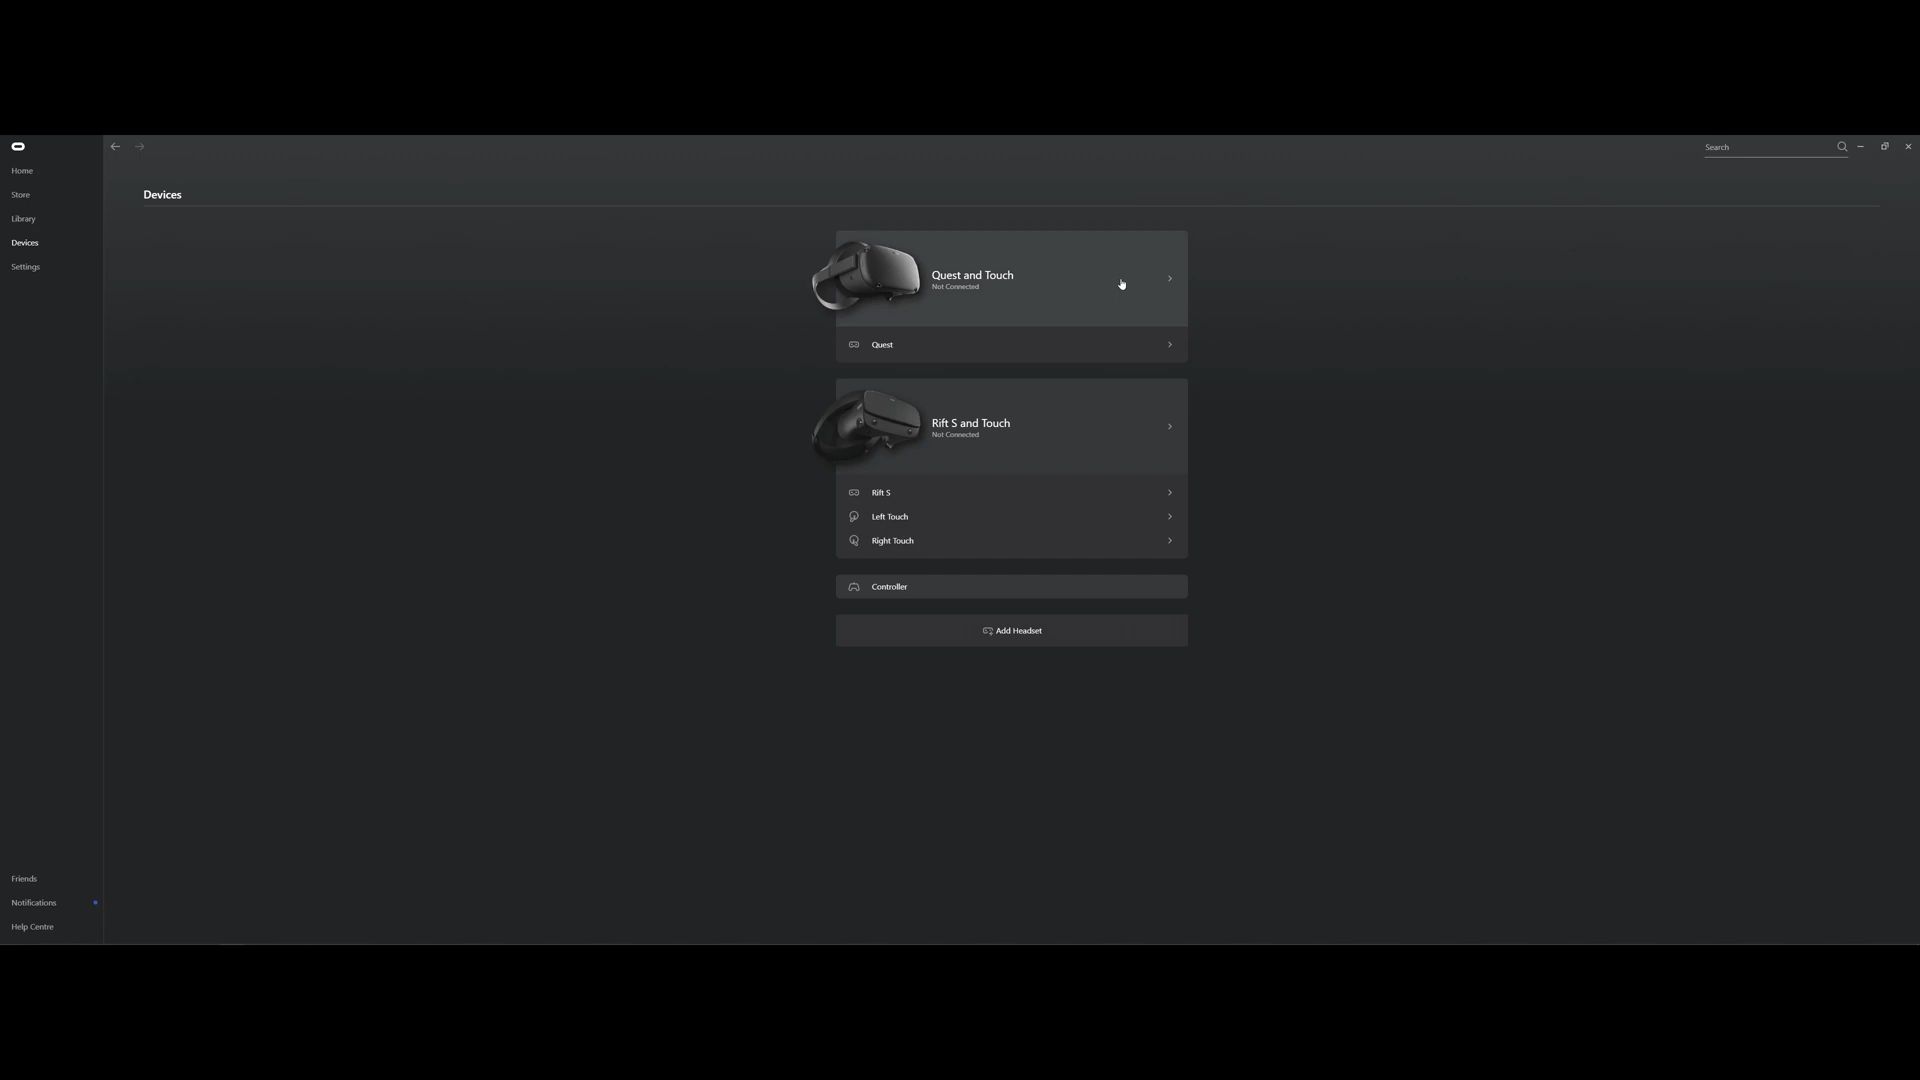 Home
Store
Library
Devices
Settings
Search
Devices
Quest and Touch
Not Connected
Quest
Rift S and Touch
Not Connected
Rift S
Left Touch
Right Touch
Controller
Add Headset
Friends
Notifications
Help Centre